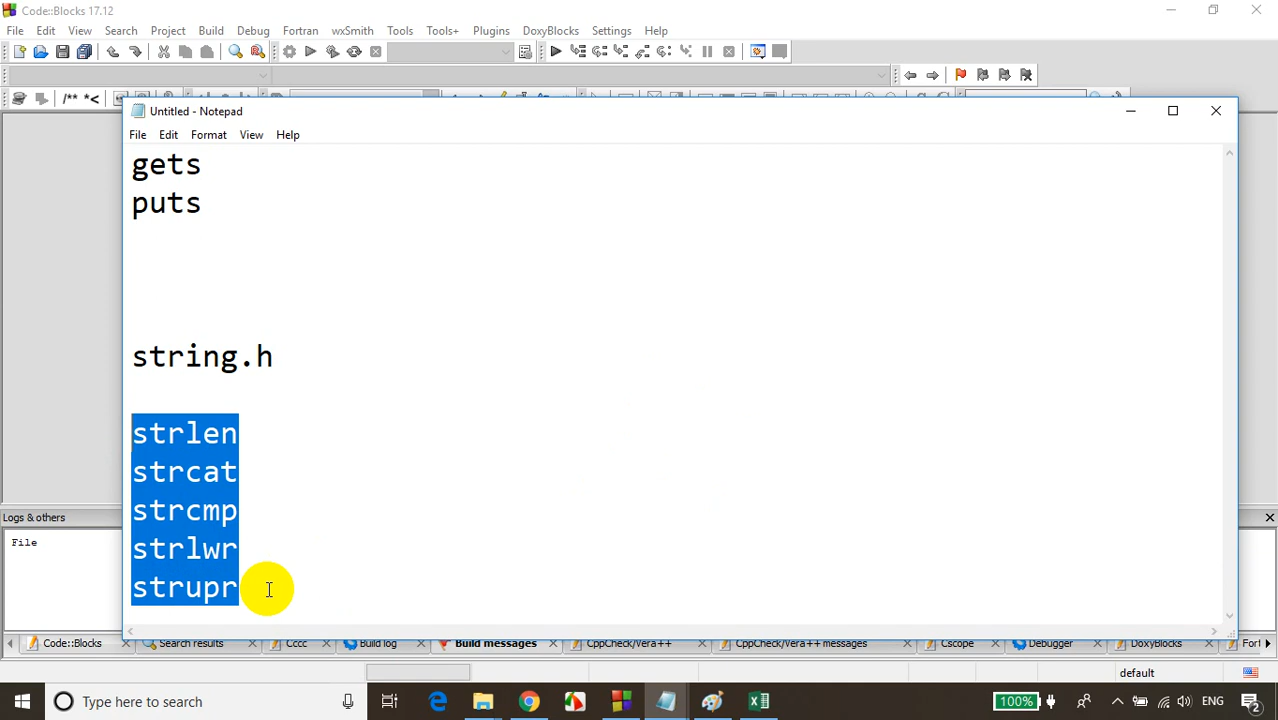 Code::Blocks 17.12
File Edit View Search Project Build Debug Fortran wxSmith Tools Tools+ Plugins DoxyBlocks Settings Help
/** *<
Untitled - Notepad
File Edit Format View Help
gets
puts
string.h
strlen
strcat
strcmp
strlwr
strupr
Logs & others
File
Code::Blocks Search results Cccc Build log Build messages CppCheck/Vera++ CppCheck/Vera++ messages Cscope Debugger DoxyBlocks
default
Type here to search
100%
ENG
2